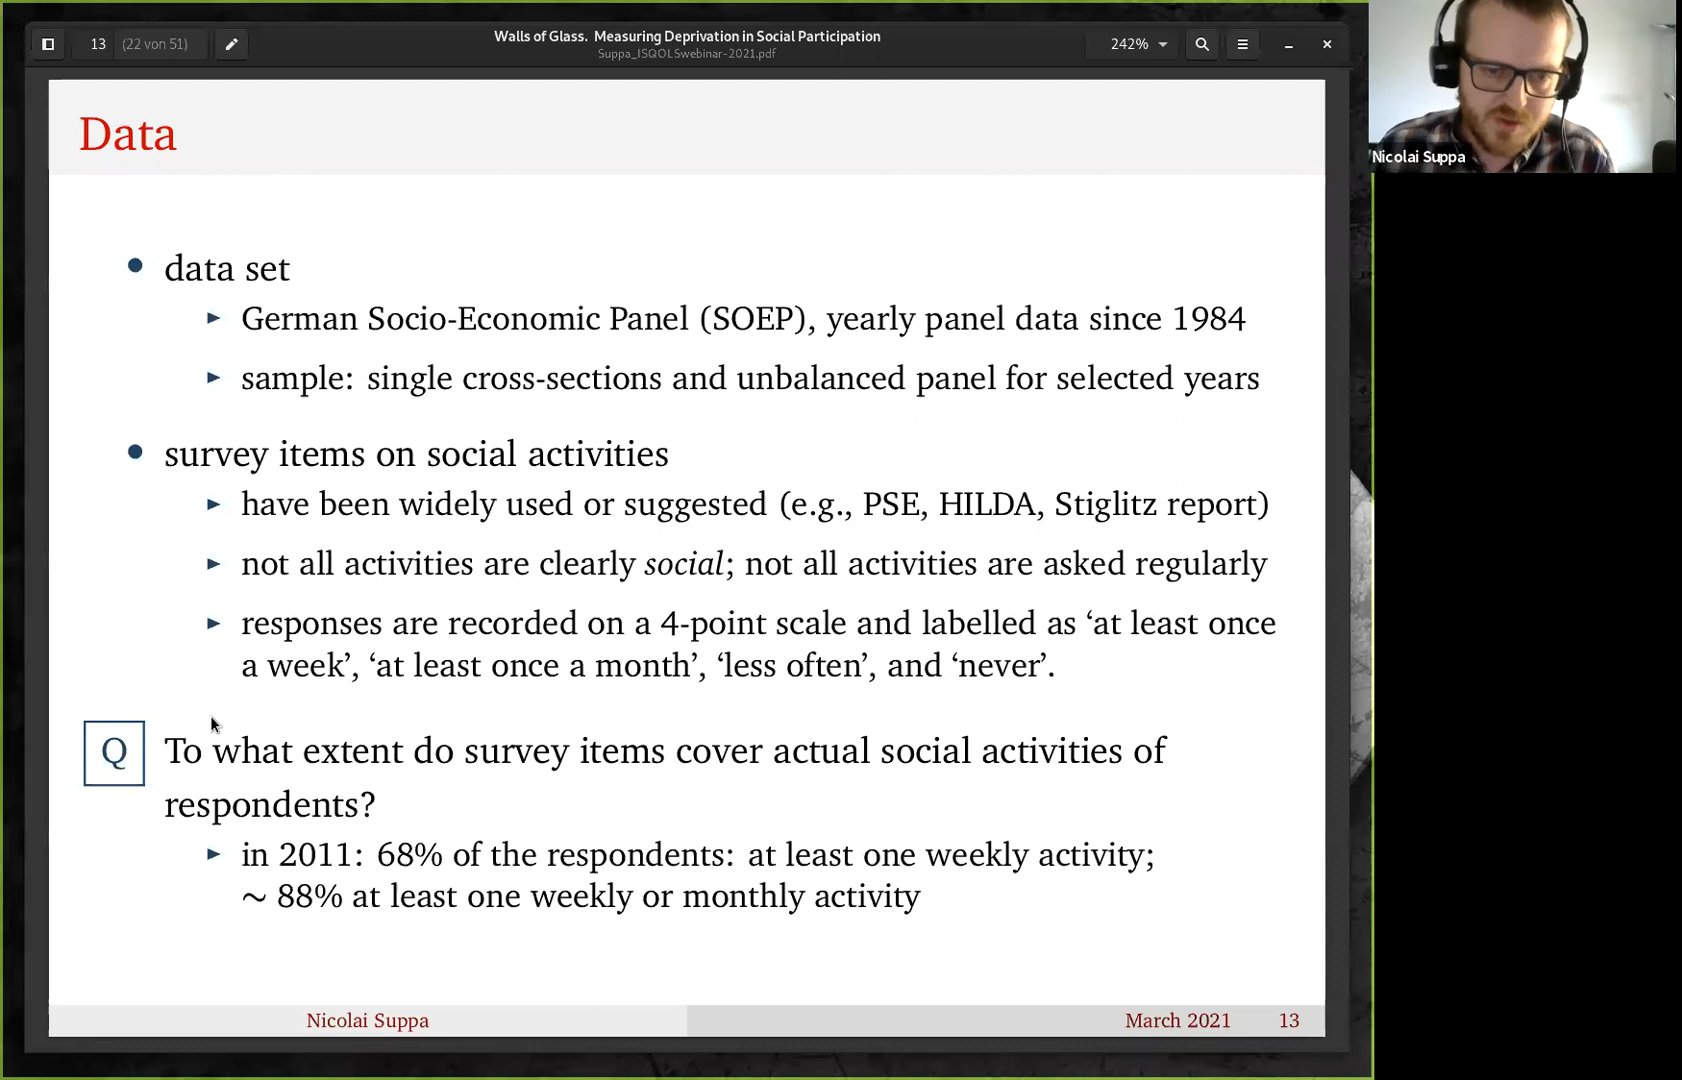 13 (22 von 51)
Walls of Glass. Measuring Deprivation in Social Participation
Suppa_ISQOLSwebinar-2021.pdf
242%
Nicolai Suppa
Data
data set
German Socio-Economic Panel (SOEP), yearly panel data since 1984
sample: single cross-sections and unbalanced panel for selected years
survey items on social activities
have been widely used or suggested (e.g., PSE, HILDA, Stiglitz report)
not all activities are clearly social; not all activities are asked regularly
responses are recorded on a 4-point scale and labelled as ‘at least once
a week’, ‘at least once a month’, ‘less often’, and ‘never’.
Q To what extent do survey items cover actual social activities of
respondents?
in 2011: 68% of the respondents: at least one weekly activity;
~ 88% at least one weekly or monthly activity
Nicolai Suppa March 2021 13